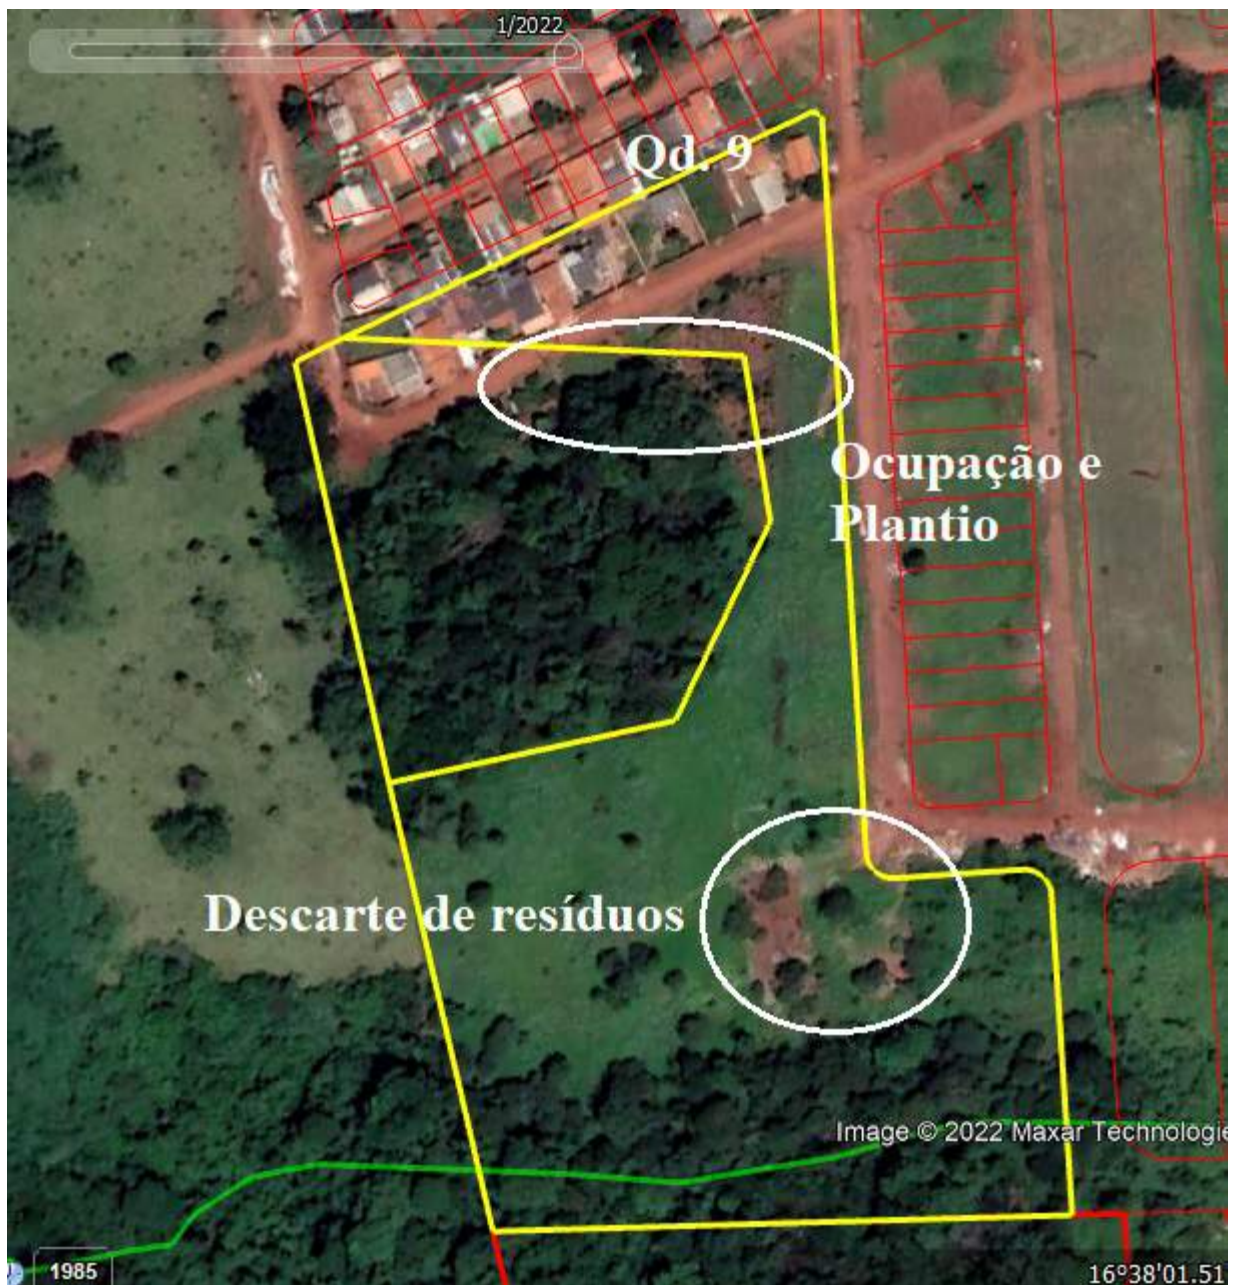 1/2022
Qd. 9
Ocupação e
Plantio
Descarte de resíduos
Image © 2022 Maxar Technologie
1985
16°38'01.51